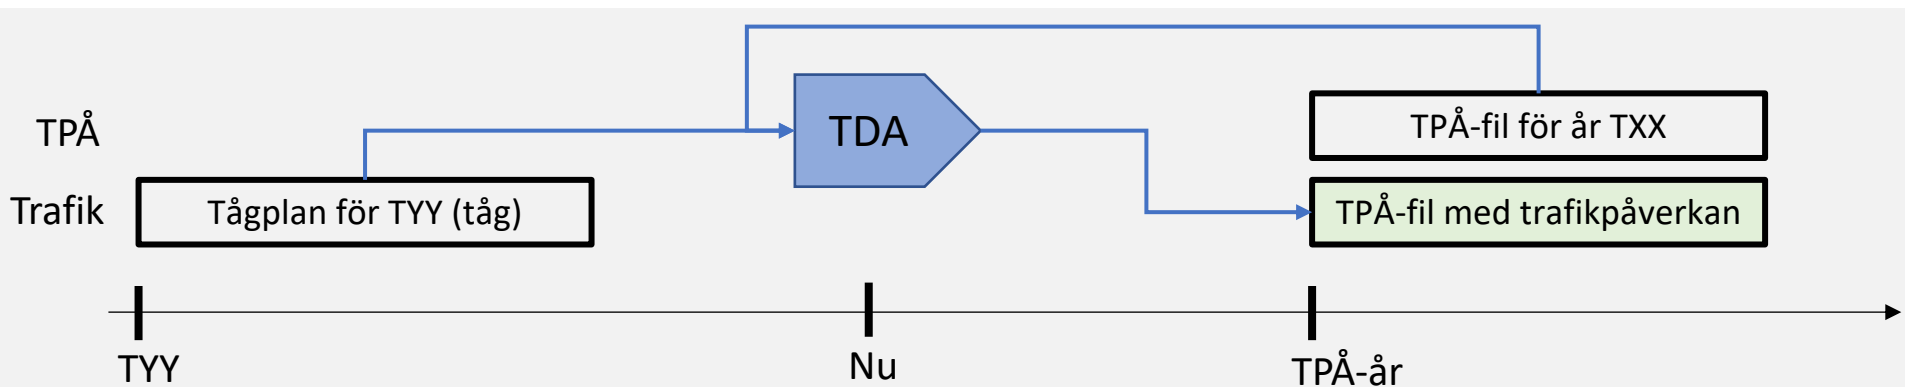 TPÅ
TDA
TPÅ-fil för år TXX
Trafik
Tågplan för TYY (tåg)
TPÅ-fil med trafikpåverkan
TYY
Nu
TPÅ-år